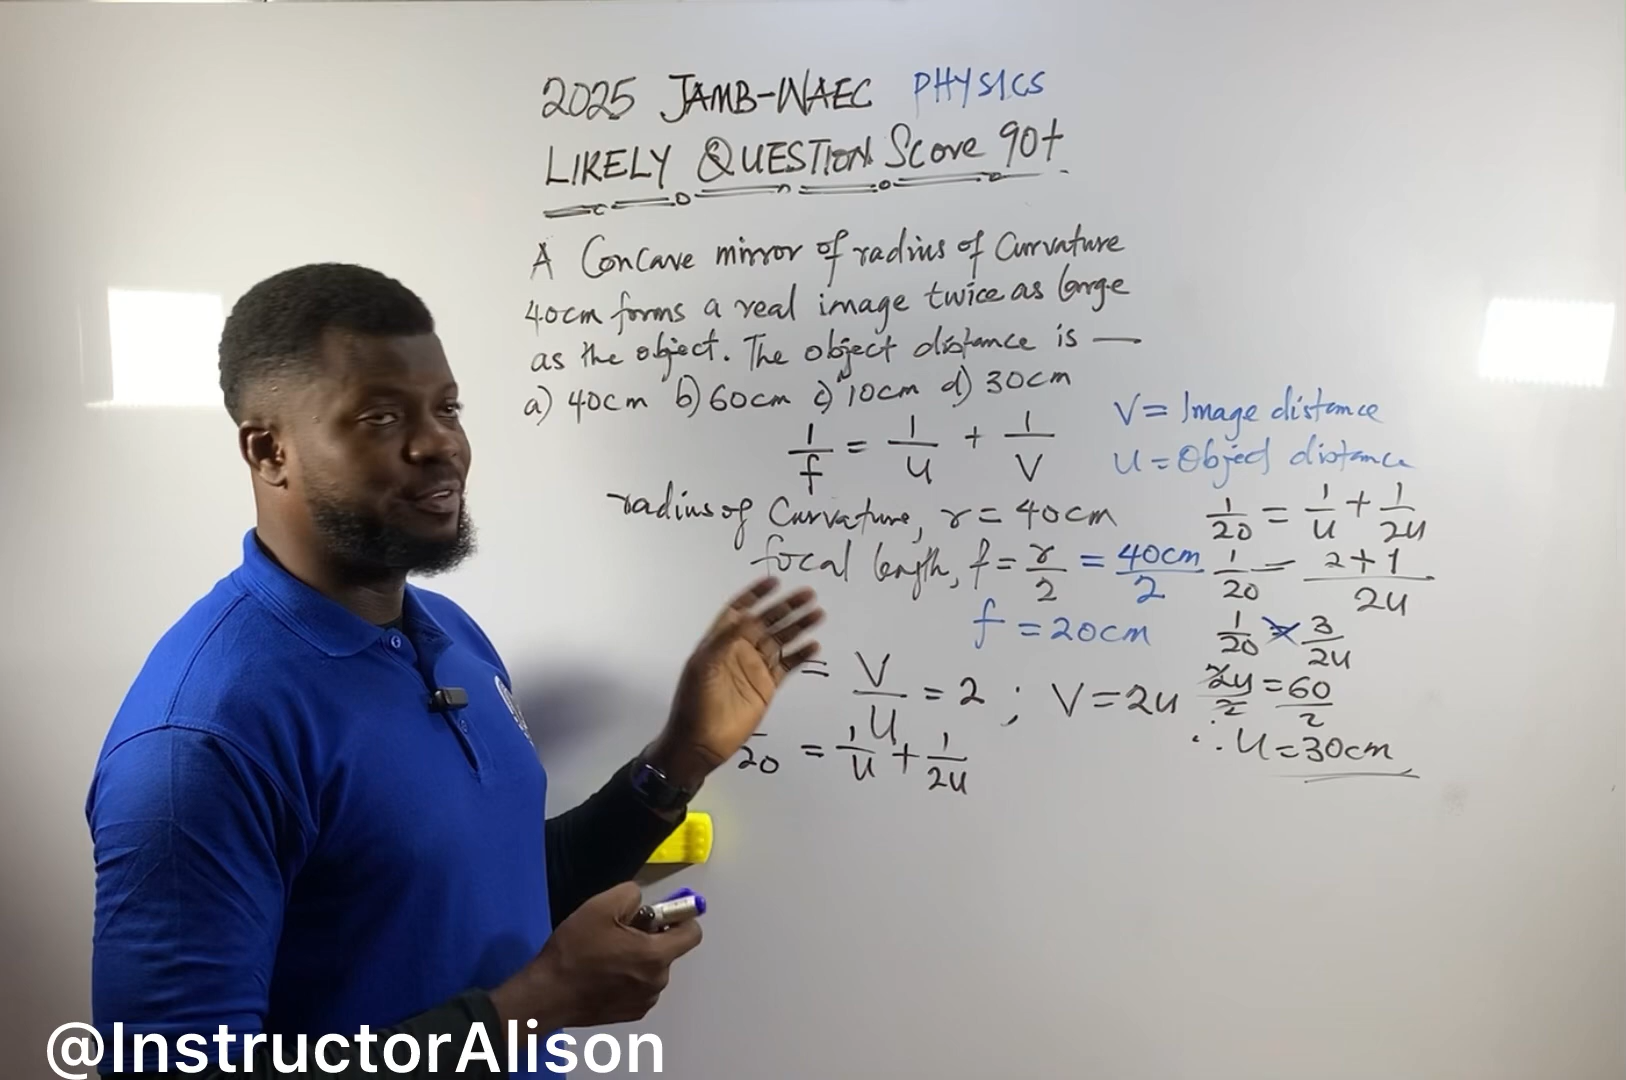 2025 JAMB-WAEC PHYSICS
LIKELY QUESTION Score 90+
A Concave mirror of radius of Curvature
40cm forms a real image twice as large
as the object. The object distance is —
a) 40cm b) 60cm c) 10cm d) 30cm
1/f = 1/u + 1/v
V = Image distance
U = Object distance
radius of Curvature, r = 40cm
focal length, f = r/2 = 40cm/2
f = 20cm
= V/U = 2 ; V = 2u
20 = 1/u + 1/2u
1/20 = 1/u + 1/2u
1/20 = 2+1/2u
1/20 × 3/2u
2u/2 = 60/2
∴ U = 30cm
@InstructorAlison